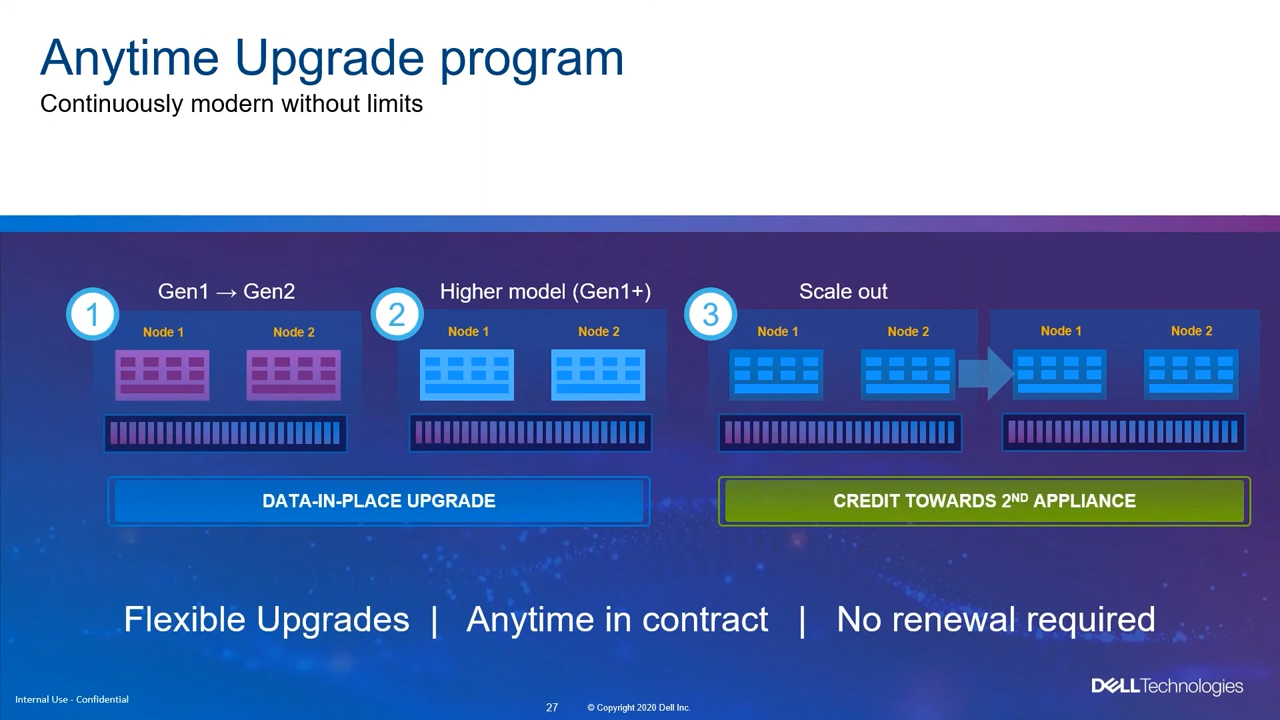 Anytime Upgrade program
Continuously modern without limits
1
Gen1 → Gen2
Node 1
Node 2
2
Higher model (Gen1+)
Node 1
Node 2
DATA-IN-PLACE UPGRADE
3
Scale out
Node 1
Node 2
Node 1
Node 2
CREDIT TOWARDS 2ND APPLIANCE
Flexible Upgrades | Anytime in contract | No renewal required
DELLTechnologies
Internal Use - Confidential
27
© Copyright 2020 Dell Inc.